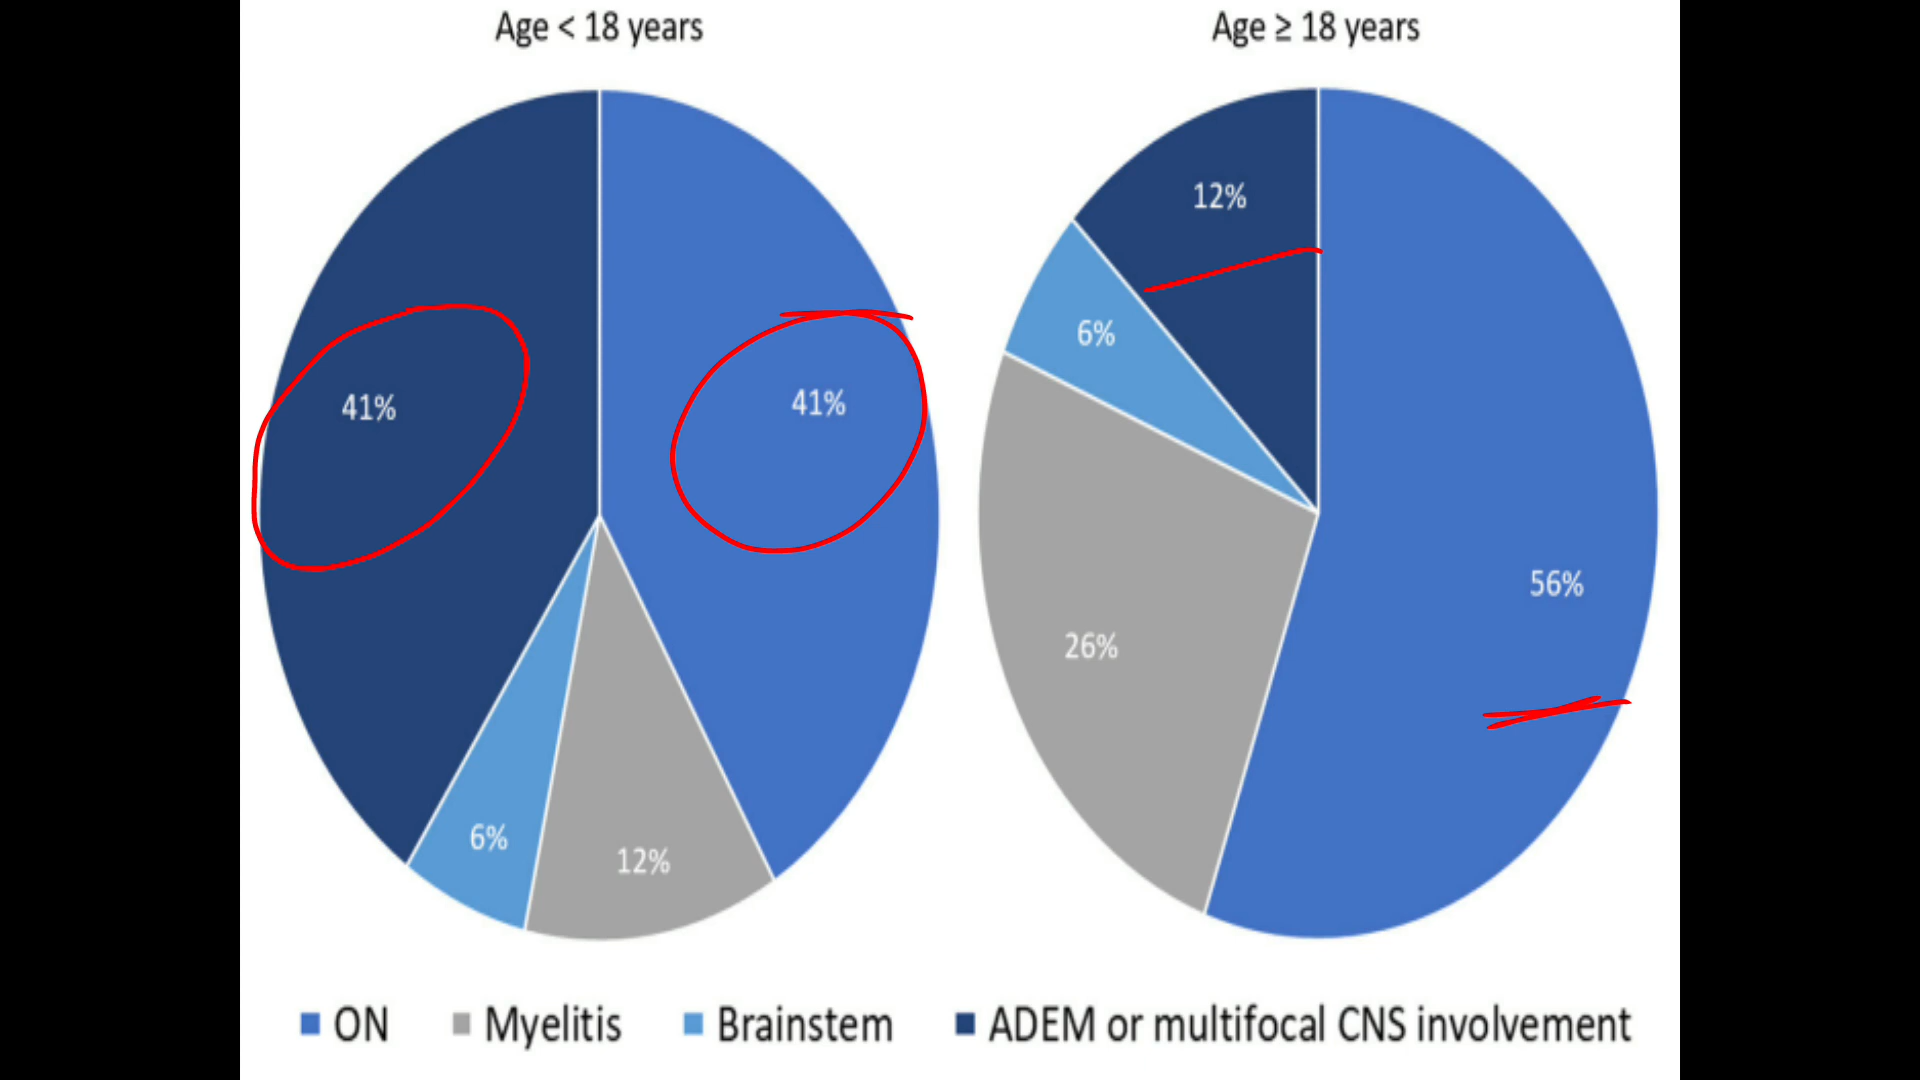 Age < 18 years
41%
41%
6%
12%
Age ≥ 18 years
12%
6%
56%
26%
ON
Myelitis
Brainstem
ADEM or multifocal CNS involvement